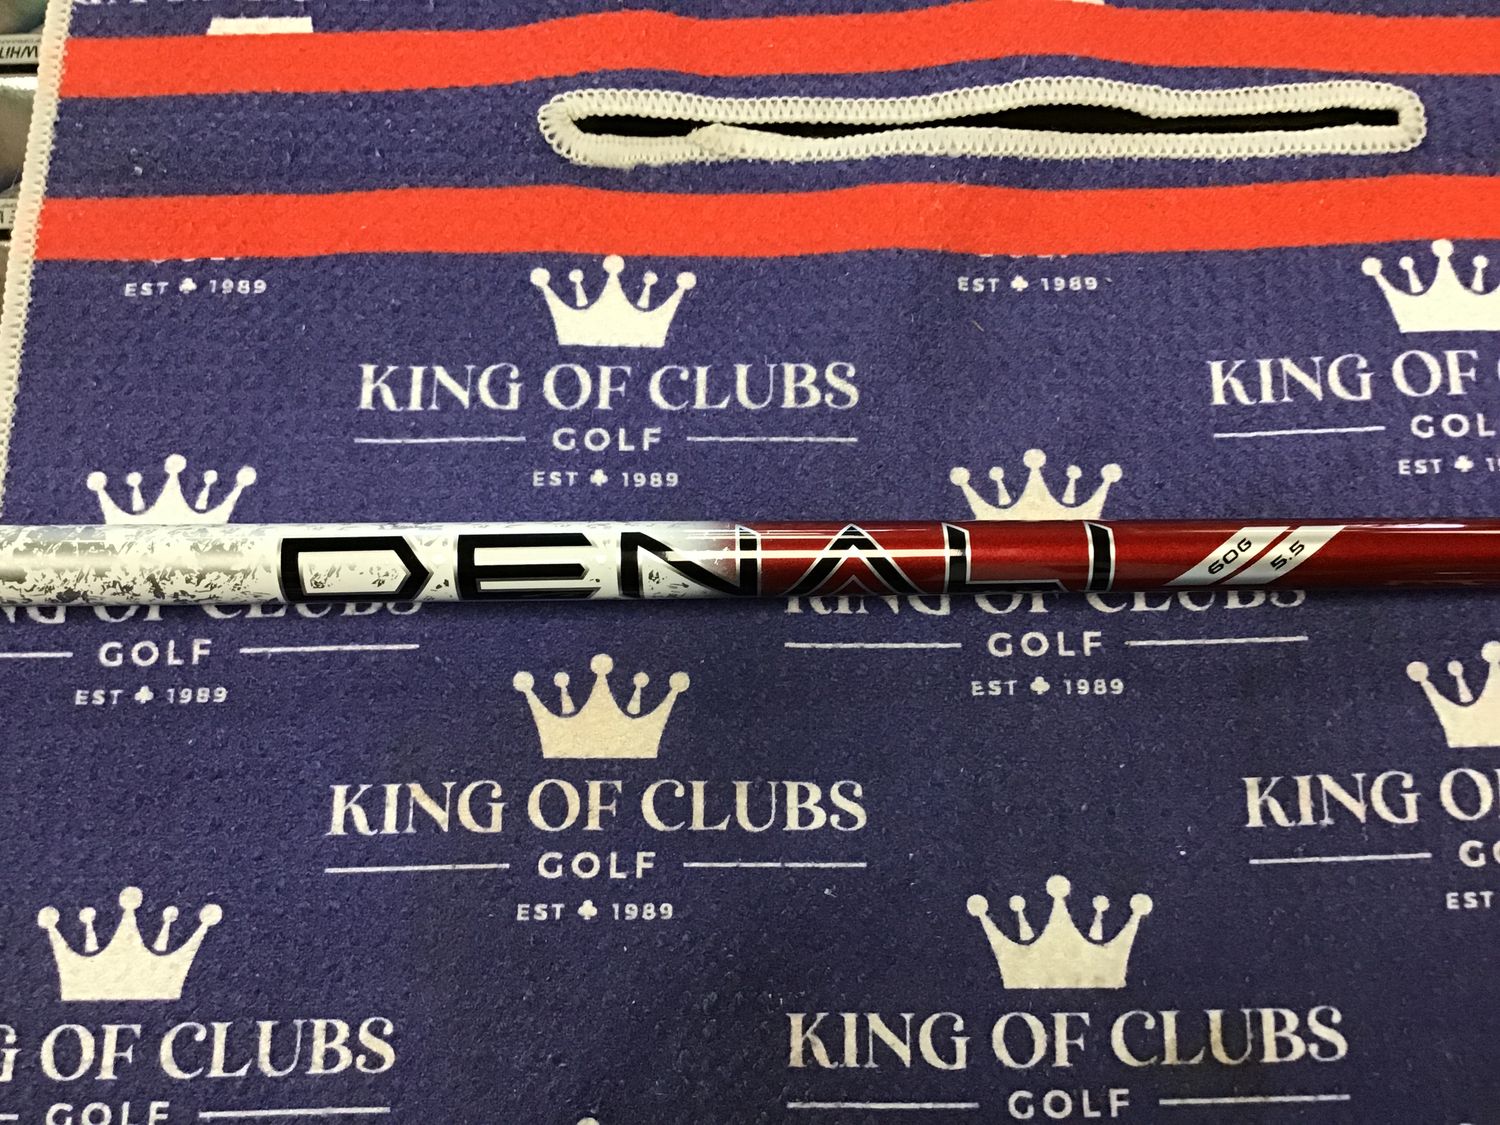 EST ♣ 1989
EST ♣ 1989
KING OF CLUBS
GOLF
EST ♣ 1989
KING OF
GOL
EST ♣
DENALI 60G 5.5
GOLF
EST ♣ 1989
CLUBS
GOLF
EST ♣ 1989
KING OF CLUBS
GOLF
EST ♣ 1989
KING
EST
OF CLUBS
GOLF
KING OF CLUBS
GOLF